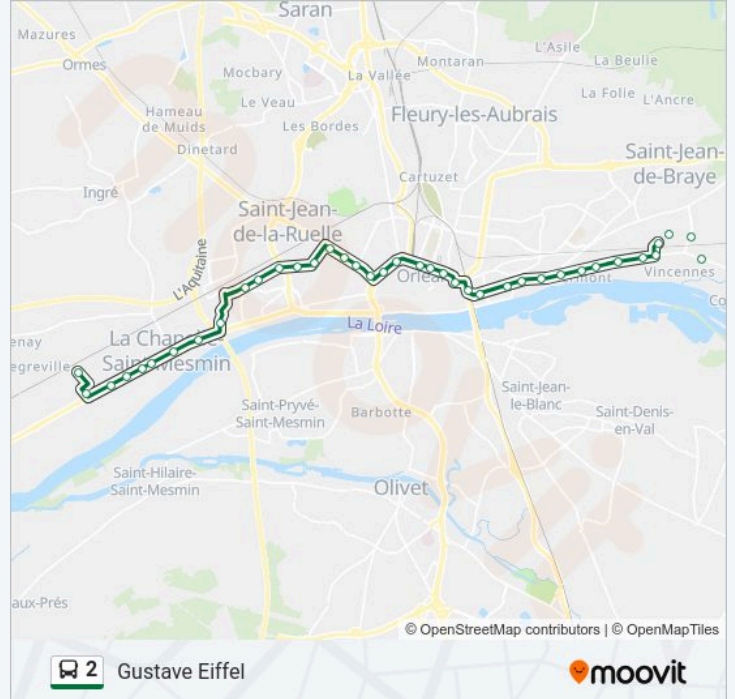 Saran
Mazures
L'Asile
Montaran
Ormes
La Beulie
Mocbary
La Vallée
La Folie
L'Ancre
Le Veau
Hameau
de Muids
Fleury-les-Aubrais
Les Bordes
Dinetard
Saint-Jean-
de-Braye
Cartuzet
Ingré
Saint-Jean-
de-la-Ruelle
L'Aquitaine
Vincennes
La Loire
Saint-Mesmin
Saint-Jean-
le-Blanc
Saint-Pryvé-
Saint-Mesmin
Barbotte
Saint-Denis-
en-Val
Saint-Hilaire-
Saint-Mesmin
Olivet
aux-Prés
© OpenStreetMap contributors | © OpenMapTiles
2 Gustave Eiffel
moovit